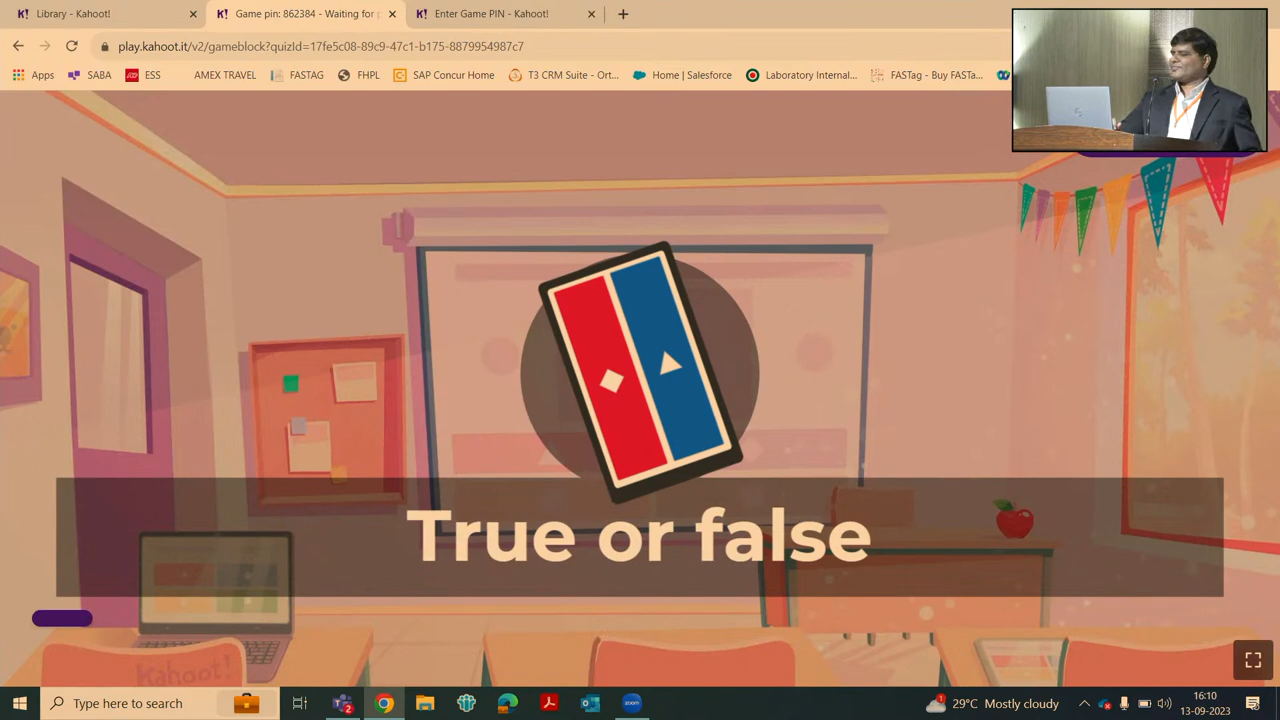 Library - Kahoot!
Game pin: 862384 - Waiting for p
Enter Game PIN - Kahoot!
play.kahoot.it/v2/gameblock?quizId=17fe5c08-89c9-47c1-b175-8879954987c7
Apps SABA ESS AMEX TRAVEL FASTAG FHPL SAP Concur Home T3 CRM Suite - Ort... Home | Salesforce Laboratory Internal... FASTag - Buy FASTa...
True or false
Kahoot!
Type here to search
29°C Mostly cloudy
16:10
13-09-2023